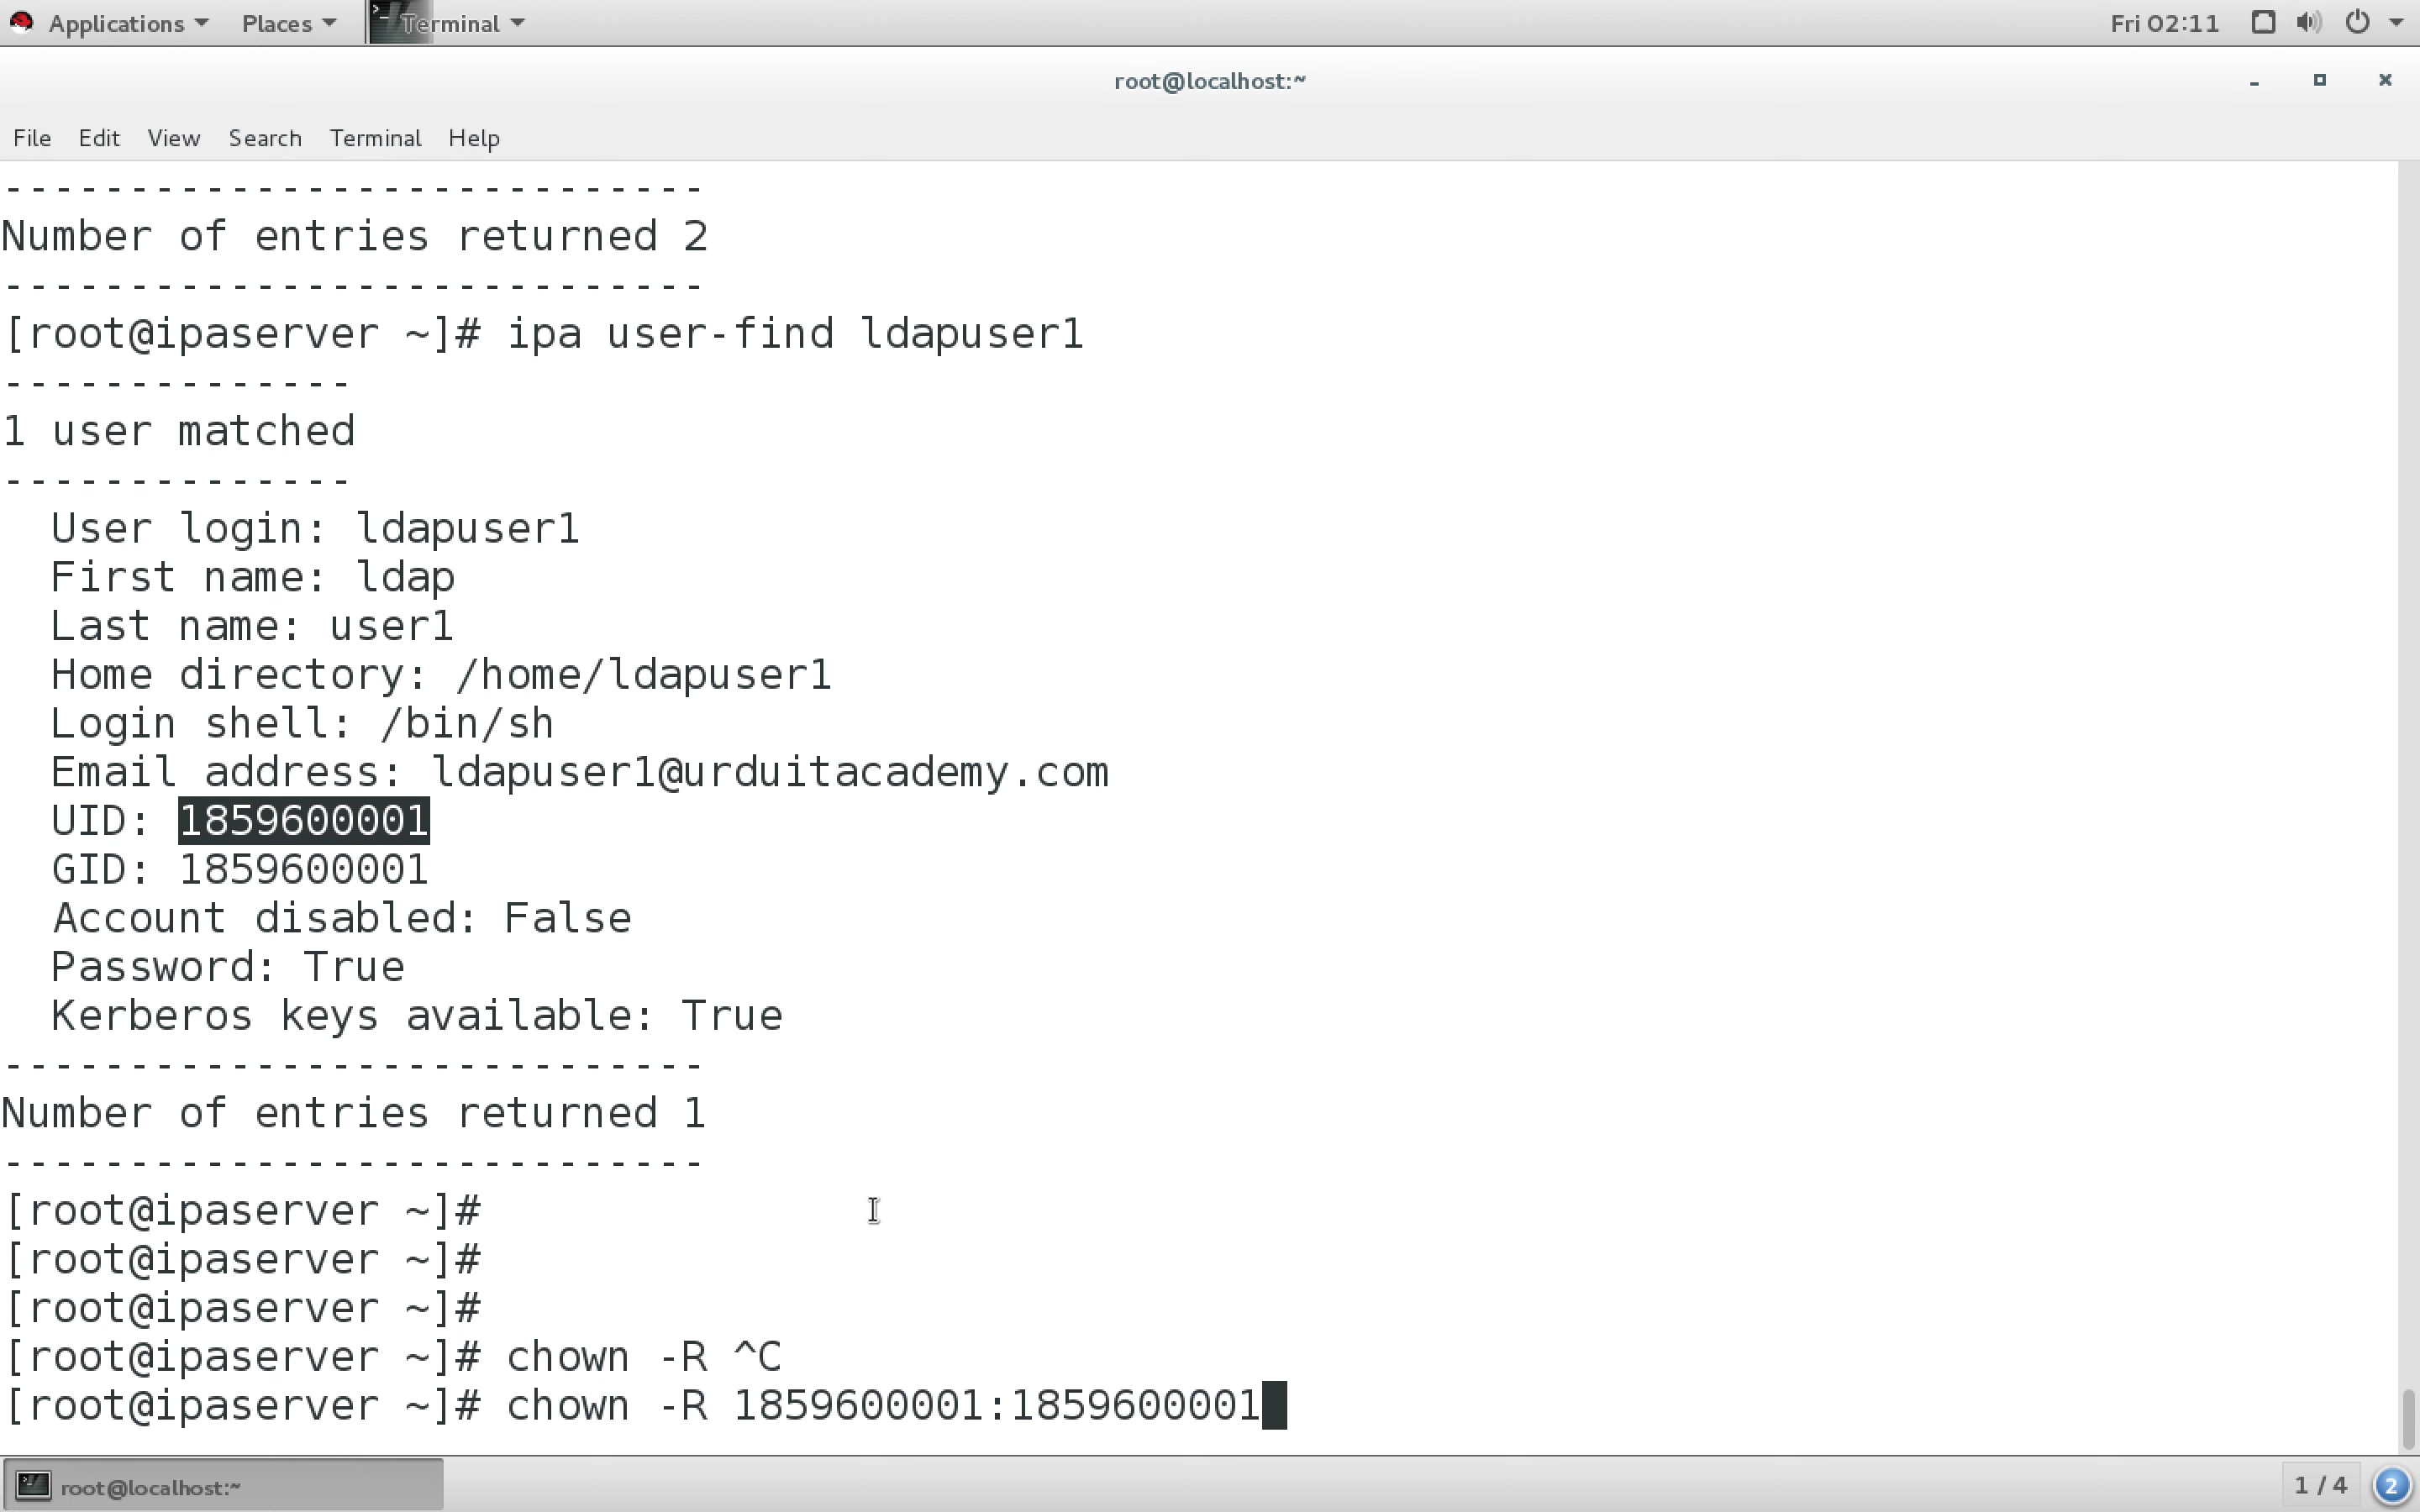 Applications Places Terminal Fri 02:11
root@localhost:~
File Edit View Search Terminal Help
----------------------------
Number of entries returned 2
----------------------------
[root@ipaserver ~]# ipa user-find ldapuser1
--------------
1 user matched
--------------
User login: ldapuser1
First name: ldap
Last name: user1
Home directory: /home/ldapuser1
Login shell: /bin/sh
Email address: ldapuser1@urduitacademy.com
UID: 1859600001
GID: 1859600001
Account disabled: False
Password: True
Kerberos keys available: True
----------------------------
Number of entries returned 1
----------------------------
[root@ipaserver ~]#
[root@ipaserver ~]#
[root@ipaserver ~]#
[root@ipaserver ~]# chown -R ^C
[root@ipaserver ~]# chown -R 1859600001:1859600001
root@localhost:~ 1 / 4 2